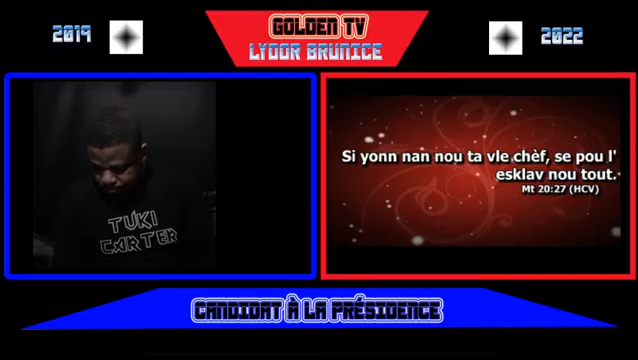 2019
GOLDEN TV
LYDOR BRUNICE
2022
TUKI
CARTER
Si yonn nan nou ta vle chèf, se pou l'
esklav nou tout.
Mt 20:27 (HCV)
CANDIDAT À LA PRÉSIDENCE